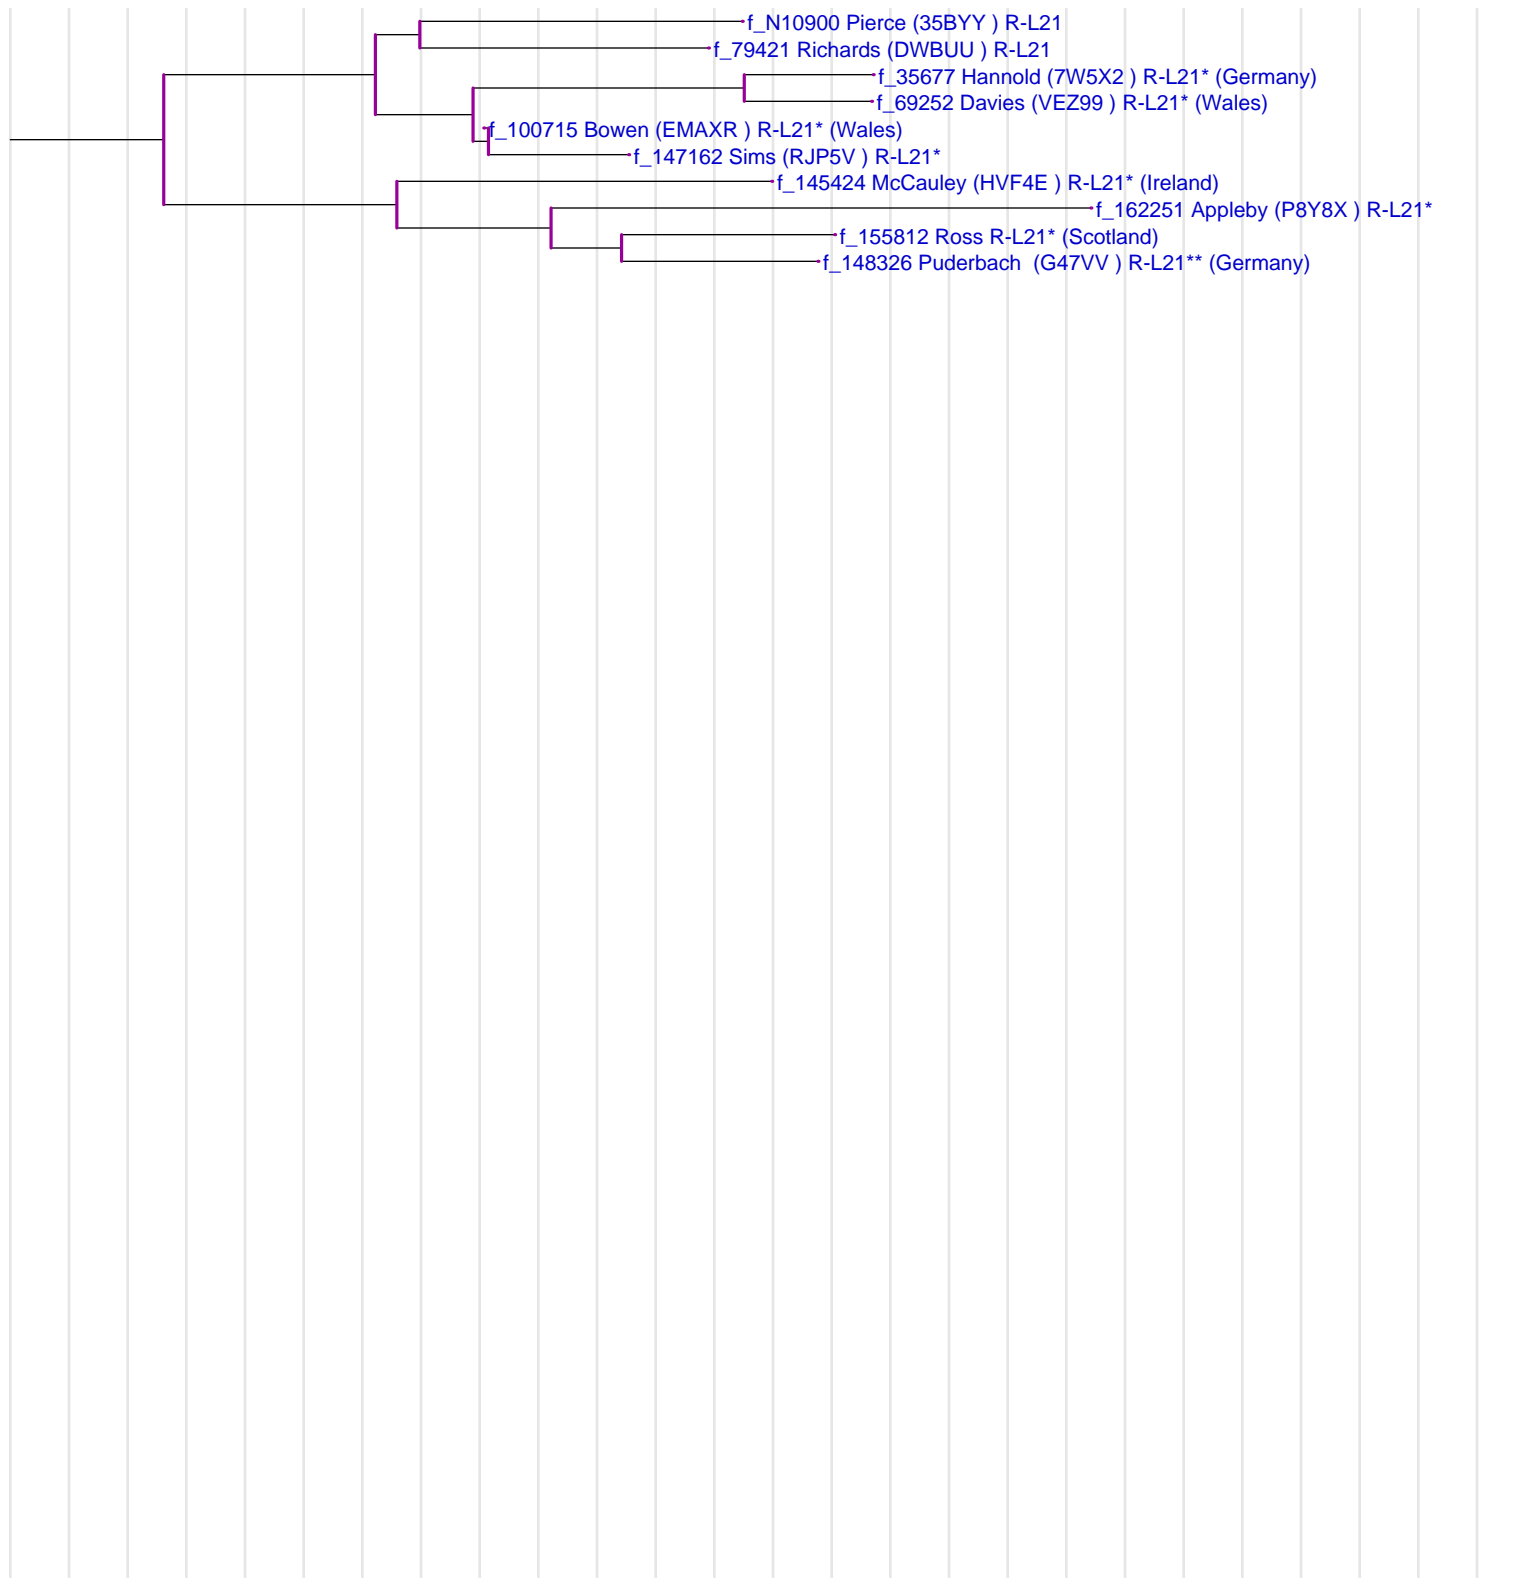 f_N10900 Pierce (35BYY ) R-L21
f_79421 Richards (DWBUU ) R-L21
f_35677 Hannold (7W5X2 ) R-L21* (Germany)
f_69252 Davies (VEZ99 ) R-L21* (Wales)
f_100715 Bowen (EMAXR ) R-L21* (Wales)
f_147162 Sims (RJP5V ) R-L21*
f_145424 McCauley (HVF4E ) R-L21* (Ireland)
f_162251 Appleby (P8Y8X ) R-L21*
f_155812 Ross R-L21* (Scotland)
f_148326 Puderbach  (G47VV ) R-L21** (Germany)